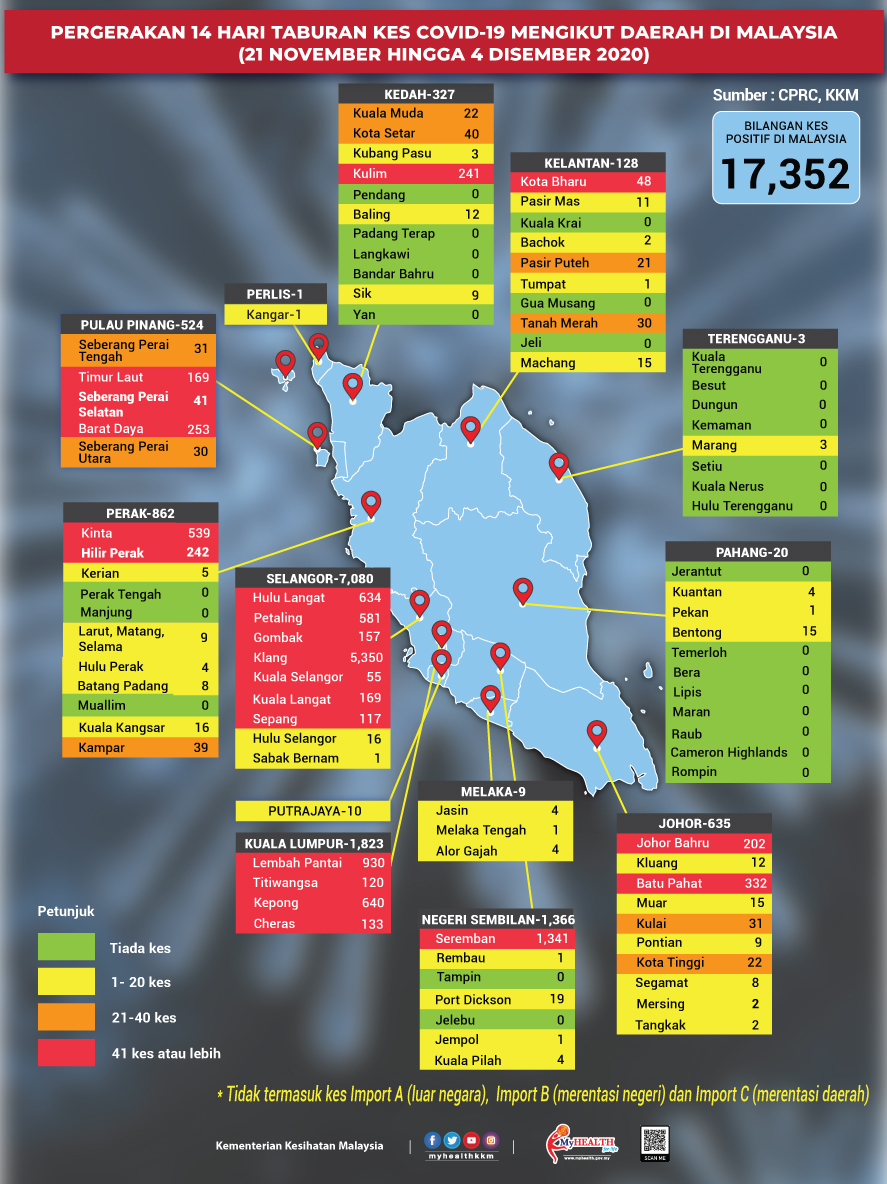 PERGERAKAN 14 HARI TABURAN KES COVID-19 MENGIKUT DAERAH DI MALAYSIA
(21 NOVEMBER HINGGA 4 DISEMBER 2020)
Sumber : CPRC, KKM
BILANGAN KES
POSITIF DI MALAYSIA
17,352
KEDAH-327
Kuala Muda 22
Kota Setar 40
Kubang Pasu 3
Kulim 241
Pendang 0
Baling 12
Padang Terap 0
Langkawi 0
Bandar Bahru 0
Sik 9
Yan 0
KELANTAN-128
Kota Bharu 48
Pasir Mas 11
Kuala Krai 0
Bachok 2
Pasir Puteh 21
Tumpat 1
Gua Musang 0
Tanah Merah 30
Jeli 0
Machang 15
PERLIS-1
Kangar-1
PULAU PINANG-524
Seberang Perai
Tengah 31
Timur Laut 169
Seberang Perai
Selatan 41
Barat Daya 253
Seberang Perai
Utara 30
TERENGGANU-3
Kuala
Terengganu 0
Besut 0
Dungun 0
Kemaman 0
Marang 3
Setiu 0
Kuala Nerus 0
Hulu Terengganu 0
PERAK-862
Kinta 539
Hilir Perak 242
Kerian 5
Perak Tengah 0
Manjung 0
Larut, Matang,
Selama 9
Hulu Perak 4
Batang Padang 8
Muallim 0
Kuala Kangsar 16
Kampar 39
SELANGOR-7,080
Hulu Langat 634
Petaling 581
Gombak 157
Klang 5,350
Kuala Selangor 55
Kuala Langat 169
Sepang 117
Hulu Selangor 16
Sabak Bernam 1
PAHANG-20
Jerantut 0
Kuantan 4
Pekan 1
Bentong 15
Temerloh 0
Bera 0
Lipis 0
Maran 0
Raub 0
Cameron Highlands 0
Rompin 0
PUTRAJAYA-10
KUALA LUMPUR-1,823
Lembah Pantai 930
Titiwangsa 120
Kepong 640
Cheras 133
MELAKA-9
Jasin 4
Melaka Tengah 1
Alor Gajah 4
NEGERI SEMBILAN-1,366
Seremban 1,341
Rembau 1
Tampin 0
Port Dickson 19
Jelebu 0
Jempol 1
Kuala Pilah 4
JOHOR-635
Johor Bahru 202
Kluang 12
Batu Pahat 332
Muar 15
Kulai 31
Pontian 9
Kota Tinggi 22
Segamat 8
Mersing 2
Tangkak 2
Petunjuk
Tiada kes
1- 20 kes
21-40 kes
41 kes atau lebih
* Tidak termasuk kes Import A (luar negara), Import B (merentasi negeri) dan Import C (merentasi daerah)
Kementerian Kesihatan Malaysia
myhealthkkm
MyHEALTH
for life
www.myhealth.gov.my
SCAN ME